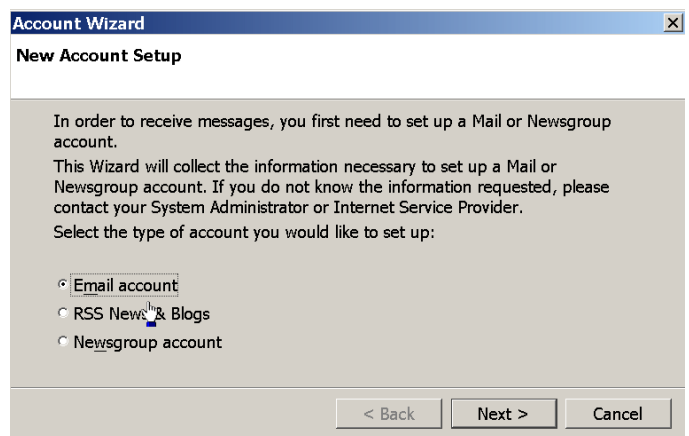 Account Wizard
New Account Setup
In order to receive messages, you first need to set up a Mail or Newsgroup
account.
This Wizard will collect the information necessary to set up a Mail or
Newsgroup account. If you do not know the information requested, please
contact your System Administrator or Internet Service Provider.
Select the type of account you would like to set up:
Email account
RSS News & Blogs
Newsgroup account
< Back Next > Cancel